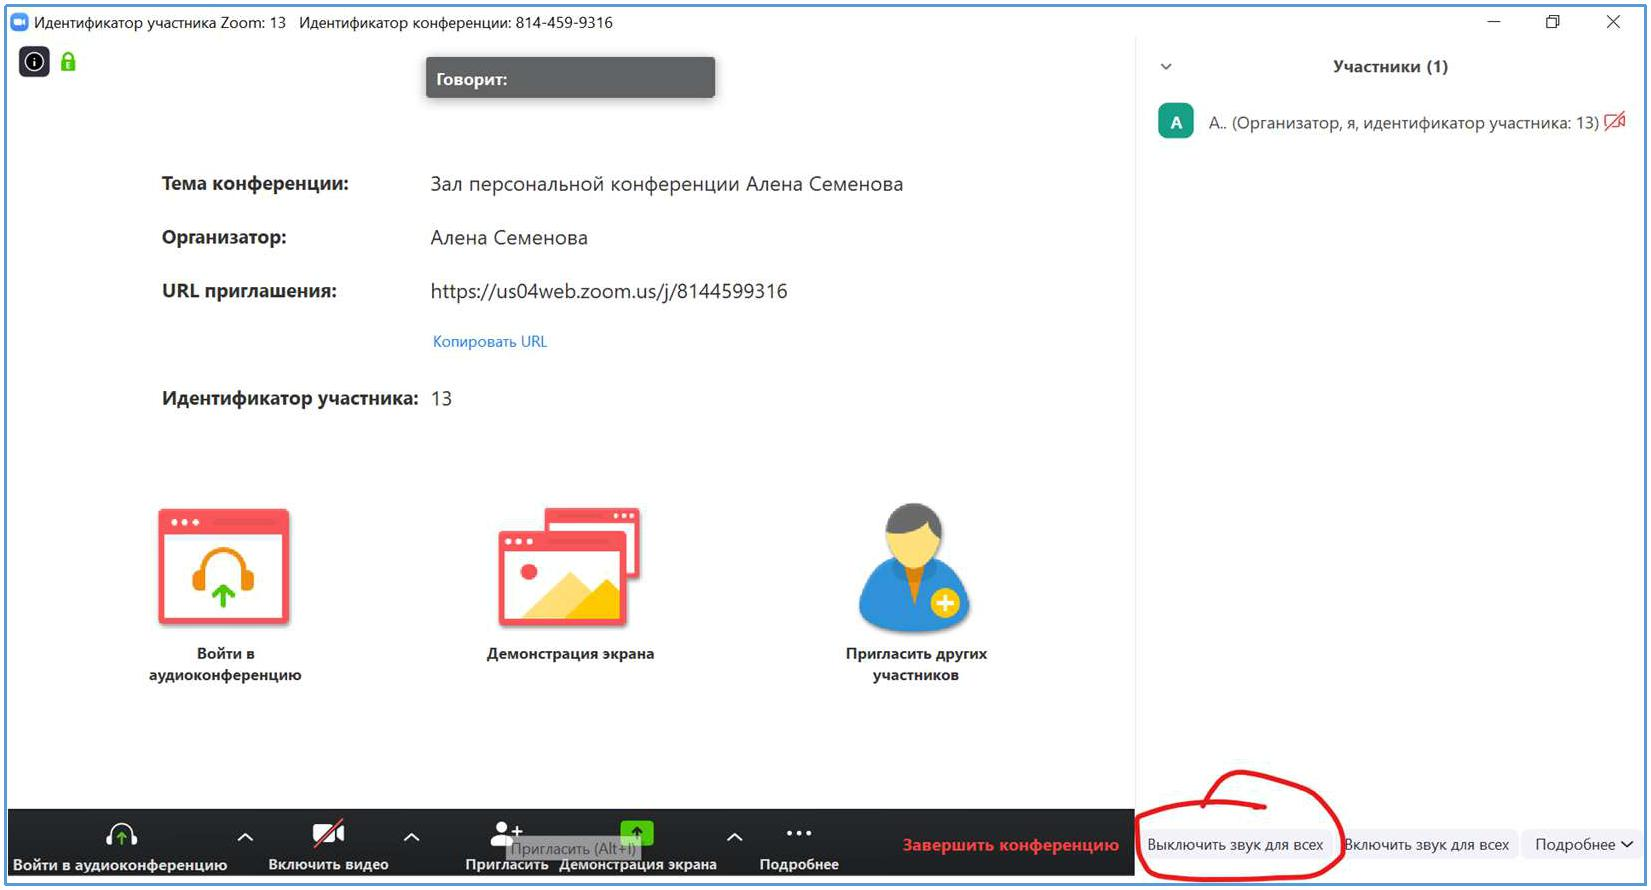 Идентификатор участника Zoom: 13 Идентификатор конференции: 814-459-9316
Говорит:
Участники (1)
A
А.. (Организатор, я, идентификатор участника: 13)
Тема конференции: Зал персональной конференции Алена Семенова
Организатор: Алена Семенова
URL приглашения: https://us04web.zoom.us/j/8144599316
Копировать URL
Идентификатор участника: 13
Войти в
аудиоконференцию
Демонстрация экрана
Пригласить других
участников
Войти в аудиоконференцию
Включить видео
Пригласить
Пригласить (Alt+I)
Демонстрация экрана
Подробнее
Завершить конференцию
Выключить звук для всех
Включить звук для всех
Подробнее